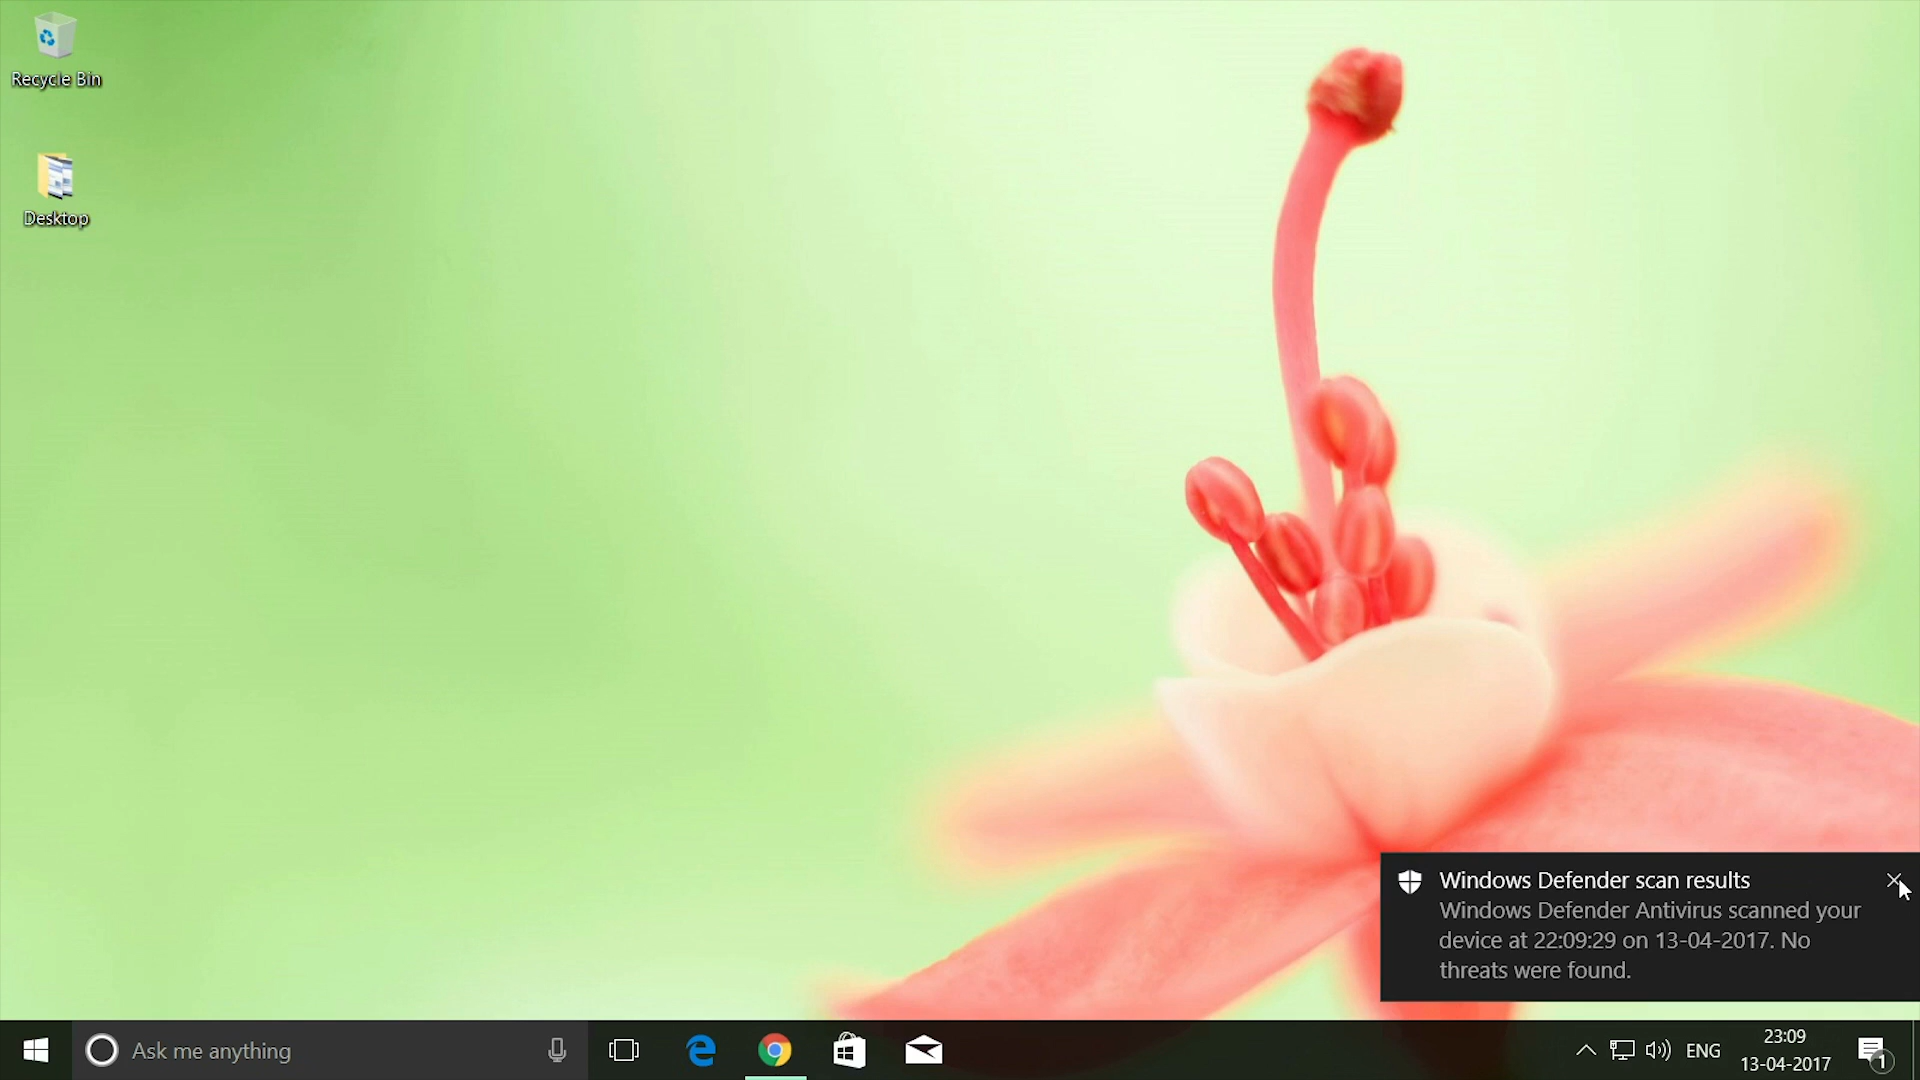 Recycle Bin
Desktop
Windows Defender scan results
Windows Defender Antivirus scanned your
device at 22:09:29 on 13-04-2017. No
threats were found.
Ask me anything
ENG
23:09
13-04-2017
1